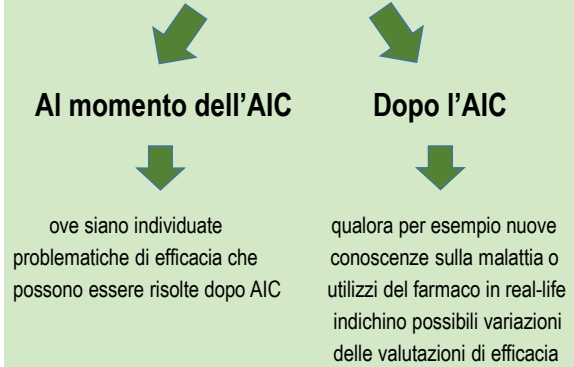 Al momento dell'AIC
ove siano individuate
problematiche di efficacia che
possono essere risolte dopo AIC
Dopo l'AIC
qualora per esempio nuove
conoscenze sulla malattia o
utilizzi del farmaco in real-life
indichino possibili variazioni
delle valutazioni di efficacia